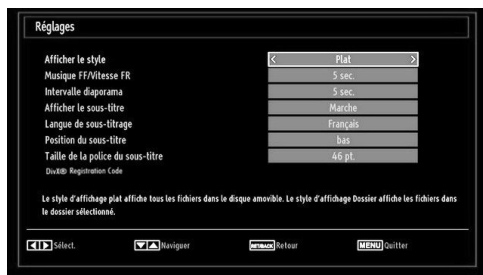 Réglages
Afficher le style < Plat >
Musique FF/Vitesse FR 5 sec.
Intervalle diaporama 5 sec.
Afficher le sous-titre Marche
Langue de sous-titrage Français
Position du sous-titre bas
Taille de la police du sous-titre 46 pt.
DivX® Registration Code
Le style d'affichage plat affiche tous les fichiers dans le disque amovible. Le style d'affichage Dossier affiche les fichiers dans
le dossier sélectionné.
Sélect. Naviguer RET/BACK Retour MENU Quitter